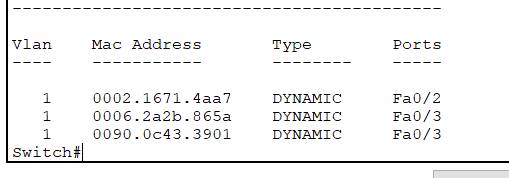 -------------------------------------------
Vlan    Mac Address       Type        Ports
----    -----------       --------    -----
   1    0002.1671.4aa7    DYNAMIC     Fa0/2
   1    0006.2a2b.865a    DYNAMIC     Fa0/3
   1    0090.0c43.3901    DYNAMIC     Fa0/3
Switch#